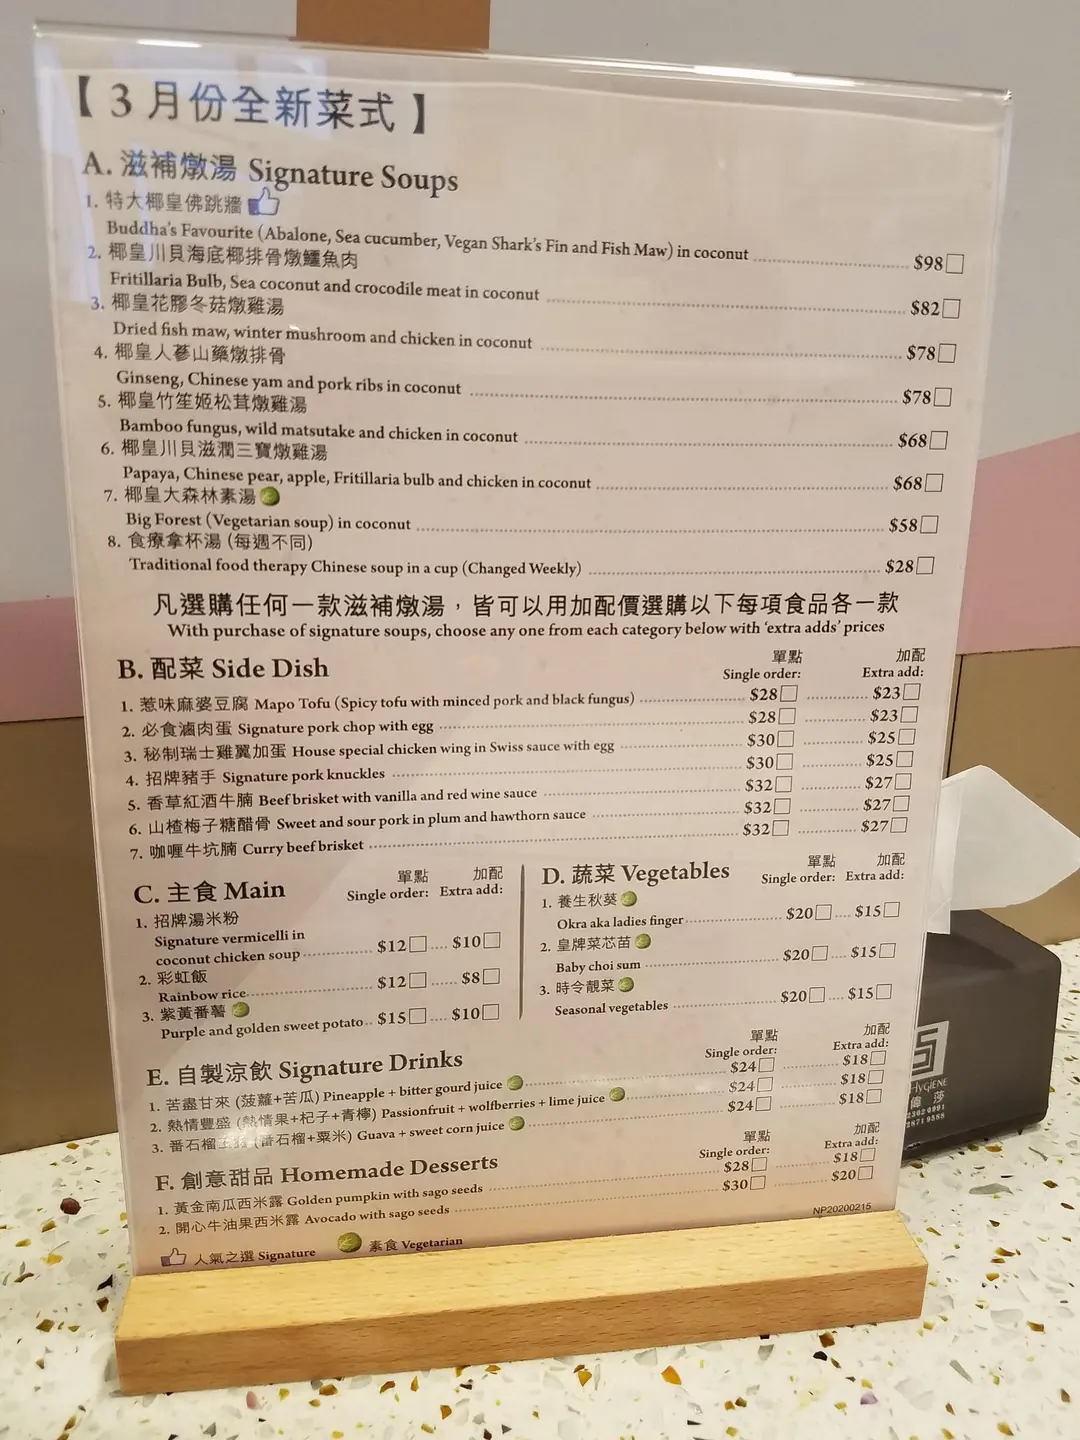 【3月份全新菜式】
A. 滋補燉湯 Signature Soups
1. 特大椰皇佛跳牆
Buddha's Favourite (Abalone, Sea cucumber, Vegan Shark's Fin and Fish Maw) in coconut $98
2. 椰皇川貝海底椰排骨燉鱷魚肉
Fritillaria Bulb, Sea coconut and crocodile meat in coconut $82
3. 椰皇花膠冬菇燉雞湯
Dried fish maw, winter mushroom and chicken in coconut $78
4. 椰皇人蔘山藥燉排骨
Ginseng, Chinese yam and pork ribs in coconut $78
5. 椰皇竹笙姬松茸燉雞湯
Bamboo fungus, wild matsutake and chicken in coconut $68
6. 椰皇川貝滋潤三寶燉雞湯
Papaya, Chinese pear, apple, Fritillaria bulb and chicken in coconut $68
7. 椰皇大森林素湯
Big Forest (Vegetarian soup) in coconut $58
8. 食療拿杯湯 (每週不同)
Traditional food therapy Chinese soup in a cup (Changed Weekly) $28
凡選購任何一款滋補燉湯，皆可以用加配價選購以下每項食品各一款
With purchase of signature soups, choose any one from each category below with 'extra adds' prices
B. 配菜 Side Dish 單點 Single order: 加配 Extra add:
1. 惹味麻婆豆腐 Mapo Tofu (Spicy tofu with minced pork and black fungus) $28 $23
2. 必食滷肉蛋 Signature pork chop with egg $28 $23
3. 秘制瑞士雞翼加蛋 House special chicken wing in Swiss sauce with egg $30 $25
4. 招牌豬手 Signature pork knuckles $30 $25
5. 香草紅酒牛腩 Beef brisket with vanilla and red wine sauce $32 $27
6. 山楂梅子糖醋骨 Sweet and sour pork in plum and hawthorn sauce $32 $27
7. 咖喱牛坑腩 Curry beef brisket $32 $27
C. 主食 Main 單點 Single order: 加配 Extra add:
1. 招牌湯米粉
Signature vermicelli in
coconut chicken soup $12 $10
2. 彩虹飯
Rainbow rice $12 $8
3. 紫黃番薯
Purple and golden sweet potato $15 $10
D. 蔬菜 Vegetables 單點 Single order: 加配 Extra add:
1. 養生秋葵
Okra aka ladies finger $20 $15
2. 皇牌菜芯苗
Baby choi sum $20 $15
3. 時令靚菜
Seasonal vegetables $20 $15
E. 自製涼飲 Signature Drinks 單點 Single order: 加配 Extra add:
1. 苦盡甘來 (菠蘿+苦瓜) Pineapple + bitter gourd juice $24 $18
2. 熱情豐盛 (熱情果+杞子+青檸) Passionfruit + wolfberries + lime juice $24 $18
3. 番石榴 (番石榴+粟米) Guava + sweet corn juice $24 $18
F. 創意甜品 Homemade Desserts 單點 Single order: 加配 Extra add:
1. 黃金南瓜西米露 Golden pumpkin with sago seeds $28 $18
2. 開心牛油果西米露 Avocado with sago seeds $30 $20
NP20200215
人氣之選 Signature 素食 Vegetarian
HYGIENE
偉莎
2302 0991
2871 9588